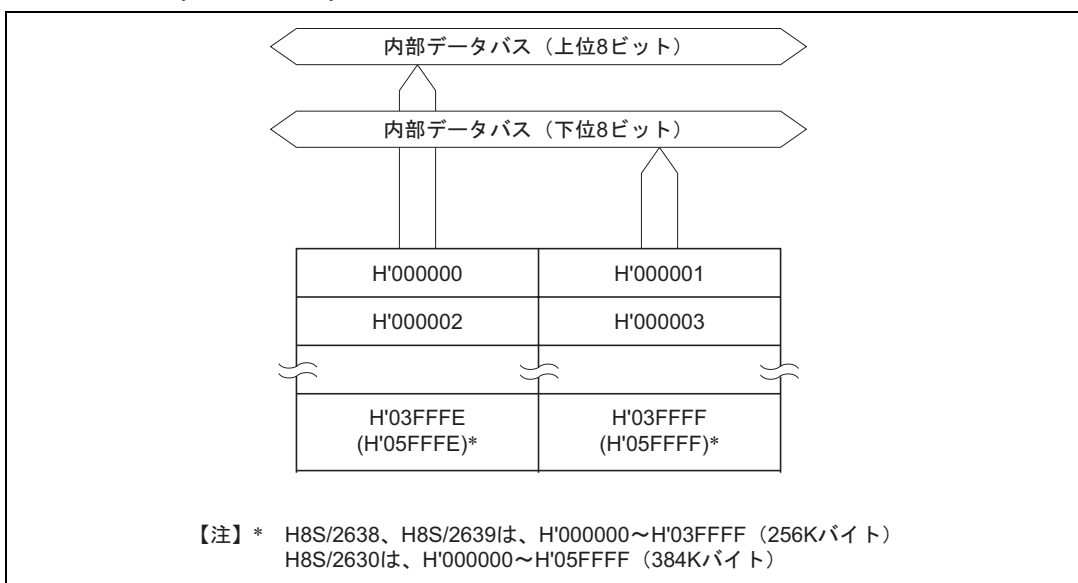 内部データバス（上位8ビット）
内部データバス（下位8ビット）
H'000000 H'000001
H'000002 H'000003
H'03FFFE H'03FFFF
(H'05FFFE)* (H'05FFFF)*
【注】* H8S/2638、H8S/2639は、H'000000～H'03FFFF（256Kバイト）
H8S/2630は、H'000000～H'05FFFF（384Kバイト）